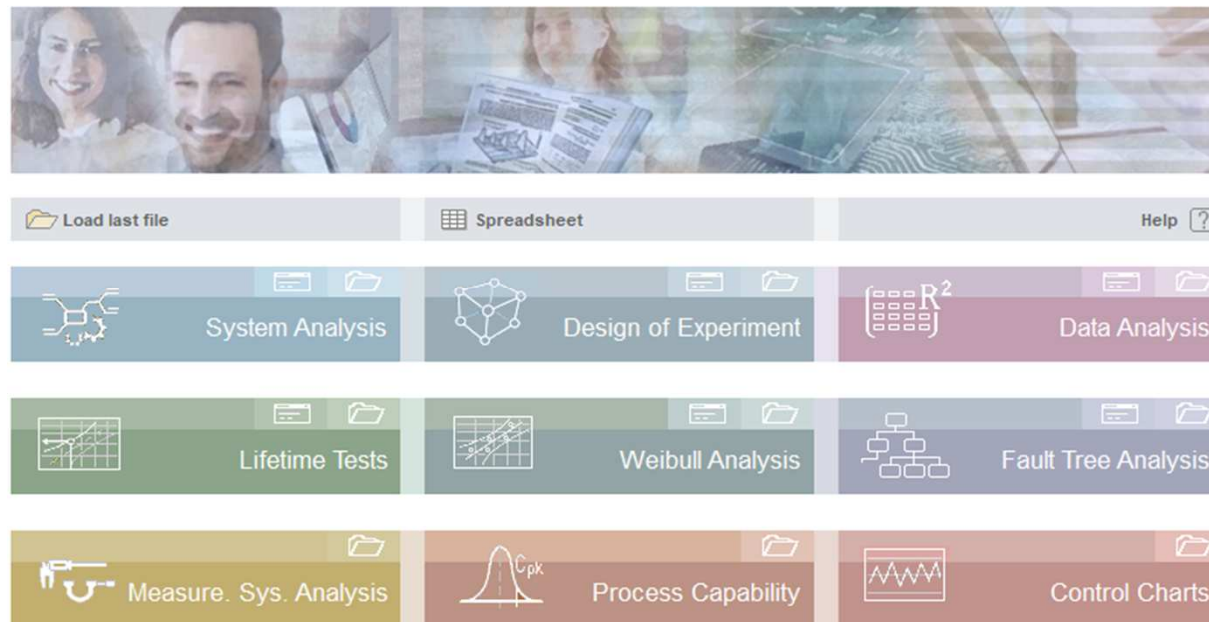 Load last file
Spreadsheet
Help ?
System Analysis
Design of Experiment
R²
Data Analysis
Lifetime Tests
Weibull Analysis
Fault Tree Analysis
Measure. Sys. Analysis
Cpk
Process Capability
Control Charts